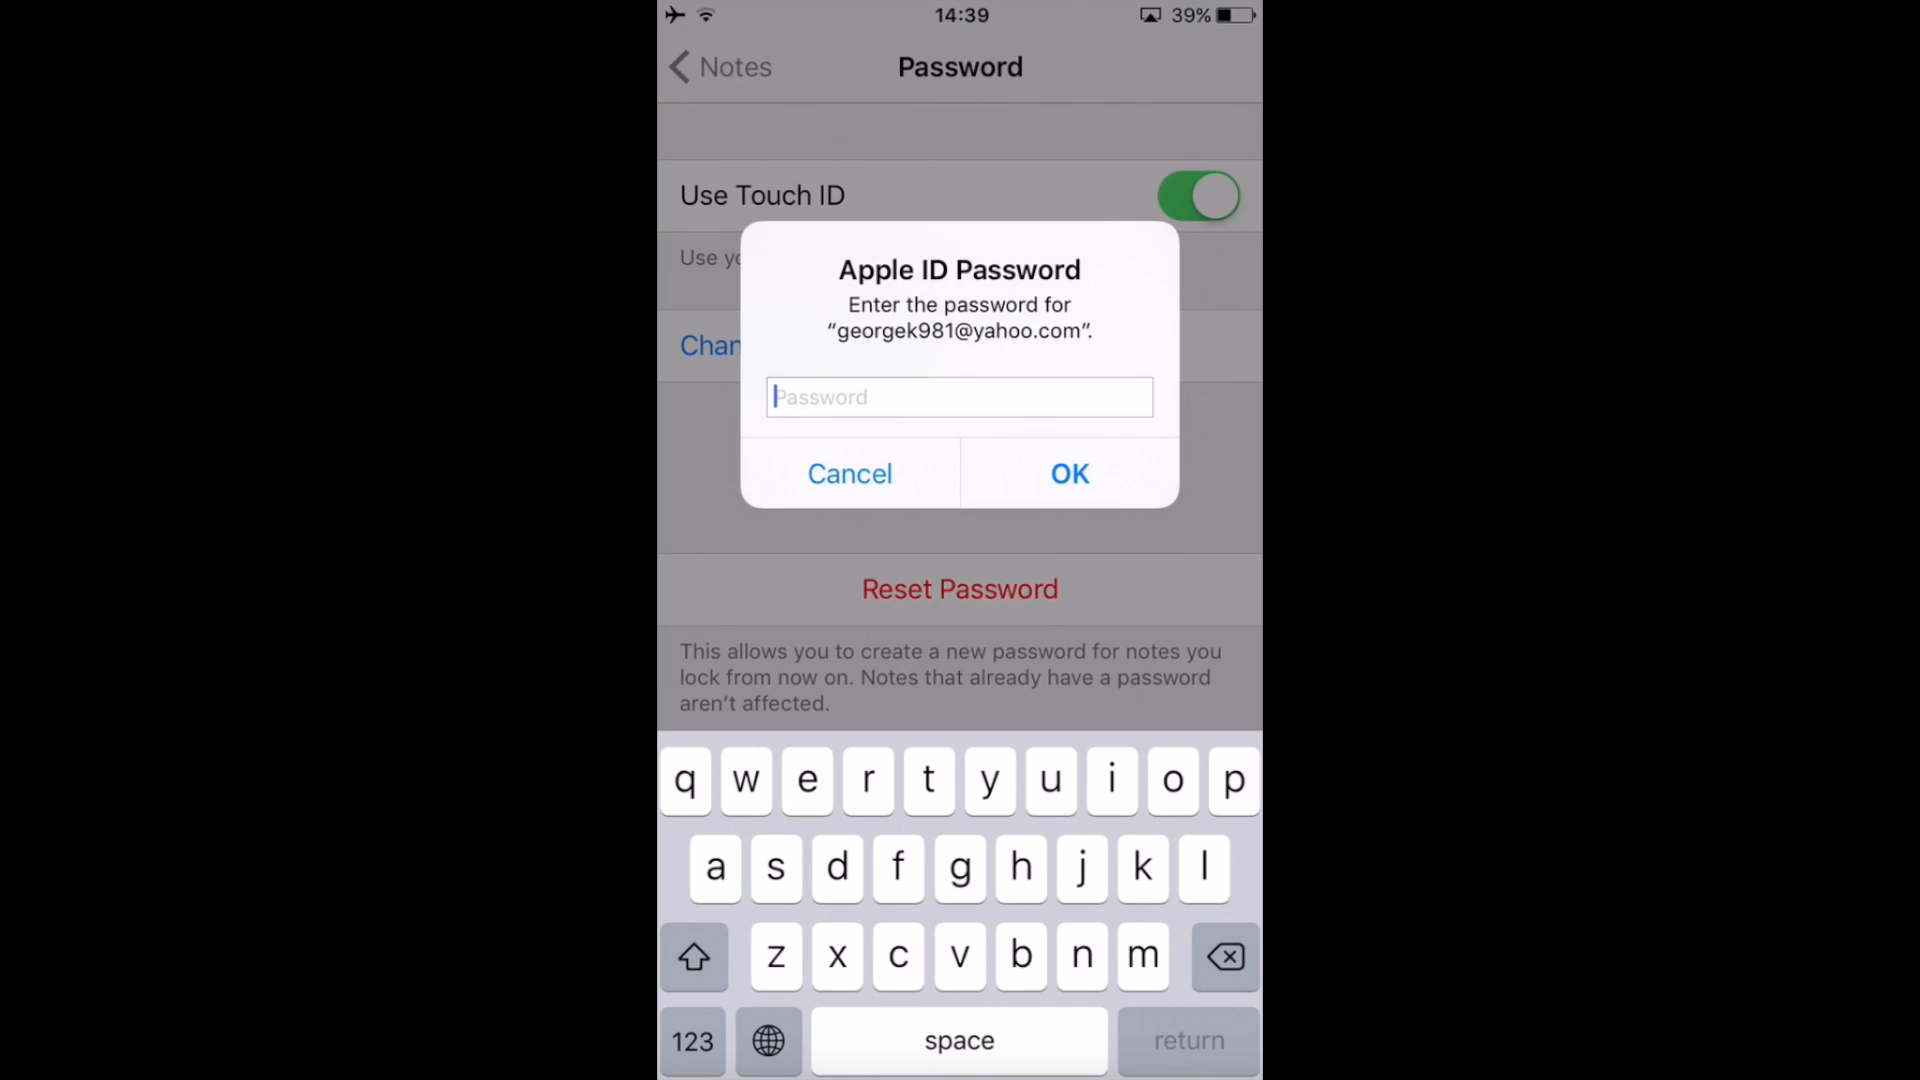 14:39
39%
Notes
Password
Use Touch ID
Use yo
Apple ID Password
Enter the password for
“georgek981@yahoo.com”.
Chan
Password
Cancel
OK
Reset Password
This allows you to create a new password for notes you
lock from now on. Notes that already have a password
aren’t affected.
q w e r t y u i o p
a s d f g h j k l
z x c v b n m
123
space
return